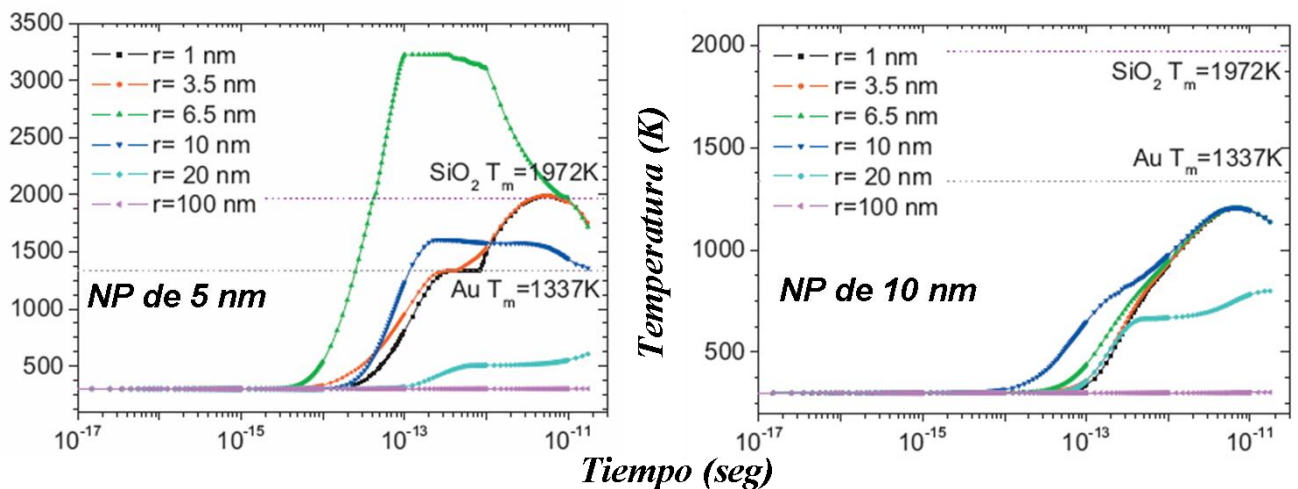 3500
3000
2500
2000
1500
1000
500
r= 1 nm
r= 3.5 nm
r= 6.5 nm
r= 10 nm
r= 20 nm
r=100 nm
SiO₂ Tₘ=1972K
Au Tₘ=1337K
NP de 5 nm
10⁻¹⁷
10⁻¹⁵
10⁻¹³
10⁻¹¹
Temperatura (K)
2000
1500
1000
500
r= 1 nm
r= 3.5 nm
r= 6.5 nm
r= 10 nm
r= 20 nm
r=100 nm
SiO₂ Tₘ=1972K
Au Tₘ=1337K
NP de 10 nm
10⁻¹⁷
10⁻¹⁵
10⁻¹³
10⁻¹¹
Tiempo (seg)